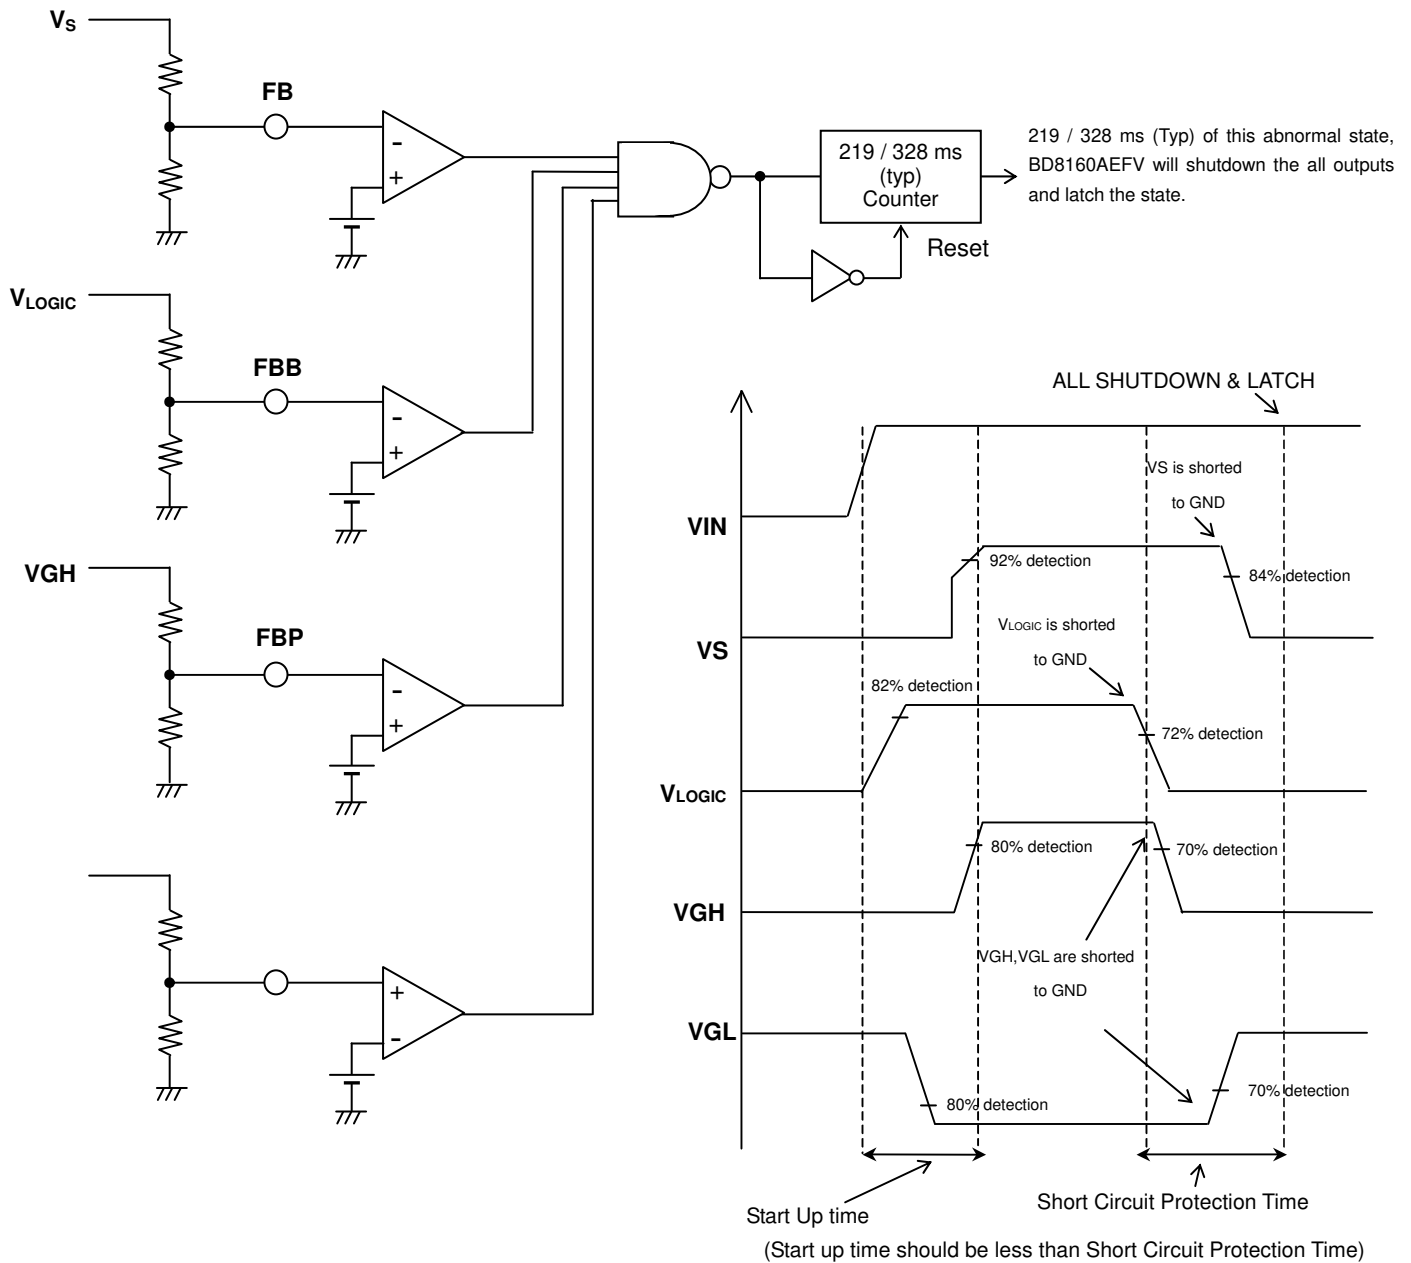 VS
FB
-
+
219 / 328 ms
(typ)
Counter
Reset
219 / 328 ms (Typ) of this abnormal state,
BD8160AEFV will shutdown the all outputs
and latch the state.
VLOGIC
FBB
-
+
VGH
FBP
-
+
+
-
ALL SHUTDOWN & LATCH
VIN
VS is shorted
to GND
92% detection
84% detection
VS
VLOGIC is shorted
to GND
82% detection
72% detection
VLOGIC
80% detection
70% detection
VGH
VGH,VGL are shorted
to GND
VGL
80% detection
70% detection
Start Up time
Short Circuit Protection Time
(Start up time should be less than Short Circuit Protection Time)